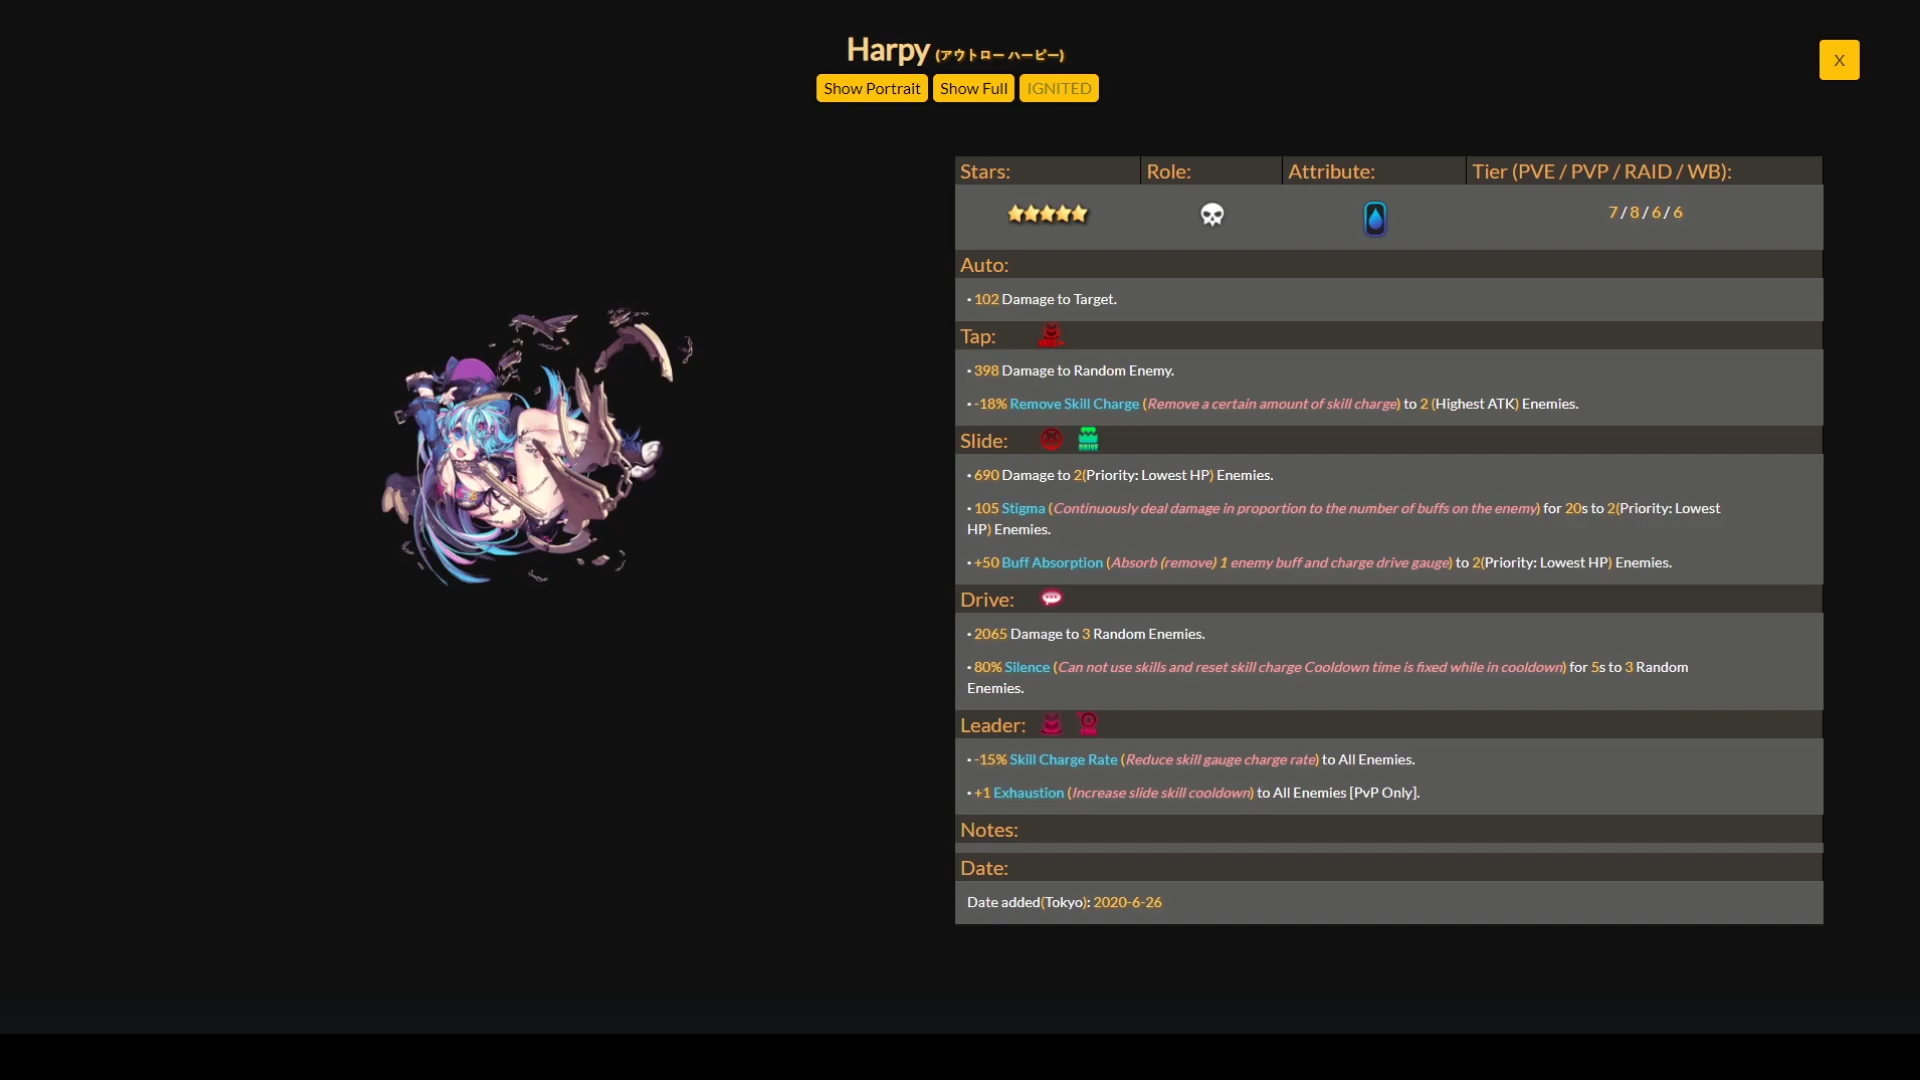 Harpy (アウトロー ハーピー)
X
Show Portrait Show Full IGNITED
Stars: Role: Attribute: Tier (PVE / PVP / RAID / WB):
7 / 8 / 6 / 6
Auto:
• 102 Damage to Target.
Tap:
• 398 Damage to Random Enemy.
• -18% Remove Skill Charge (Remove a certain amount of skill charge) to 2 (Highest ATK) Enemies.
Slide:
DRIVE
• 690 Damage to 2(Priority: Lowest HP) Enemies.
• 105 Stigma (Continuously deal damage in proportion to the number of buffs on the enemy) for 20s to 2(Priority: Lowest
HP) Enemies.
• +50 Buff Absorption (Absorb (remove) 1 enemy buff and charge drive gauge) to 2(Priority: Lowest HP) Enemies.
Drive:
• 2065 Damage to 3 Random Enemies.
• 80% Silence (Can not use skills and reset skill charge Cooldown time is fixed while in cooldown) for 5s to 3 Random
Enemies.
Leader:
• -15% Skill Charge Rate (Reduce skill gauge charge rate) to All Enemies.
• +1 Exhaustion (Increase slide skill cooldown) to All Enemies [PvP Only].
Notes:
Date:
Date added(Tokyo): 2020-6-26